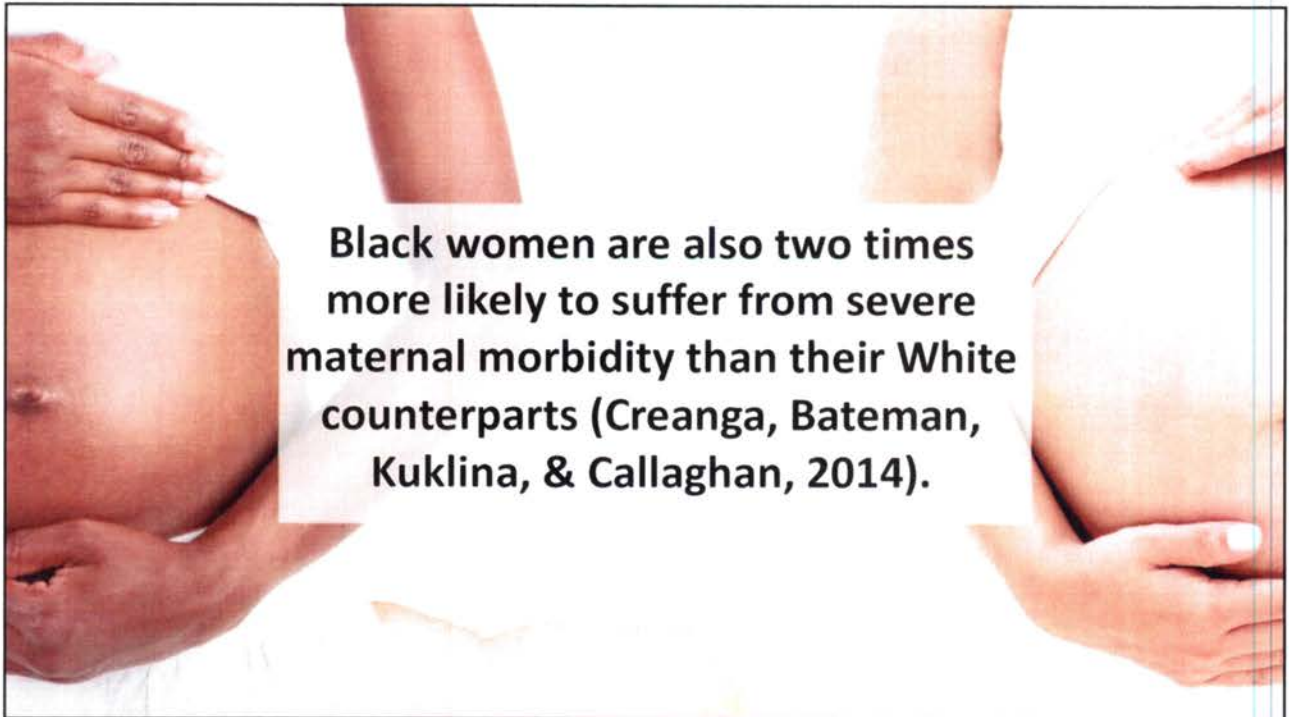 Black women are also two times
more likely to suffer from severe
maternal morbidity than their White
counterparts (Creanga, Bateman,
Kuklina, & Callaghan, 2014).